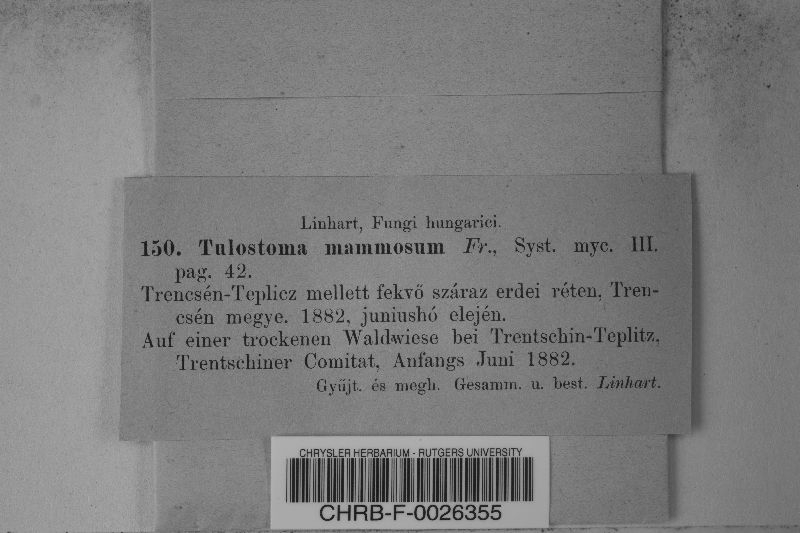 Linhart, Fungi hungarici.
150. Tulostoma mammosum Fr., Syst. myc. III.
pag. 42.
Trencsén-Teplicz mellett fekvő száraz erdei réten, Tren-
csén megye. 1882, juniushó elején.
Auf einer trockenen Waldwiese bei Trentschin-Teplitz,
Trentschiner Comitat, Anfangs Juni 1882.
Gyűjt. és megh. Gesamm. u. best. Linhart.
CHRYSLER HERBARIUM - RUTGERS UNIVERSITY
CHRB-F-0026355